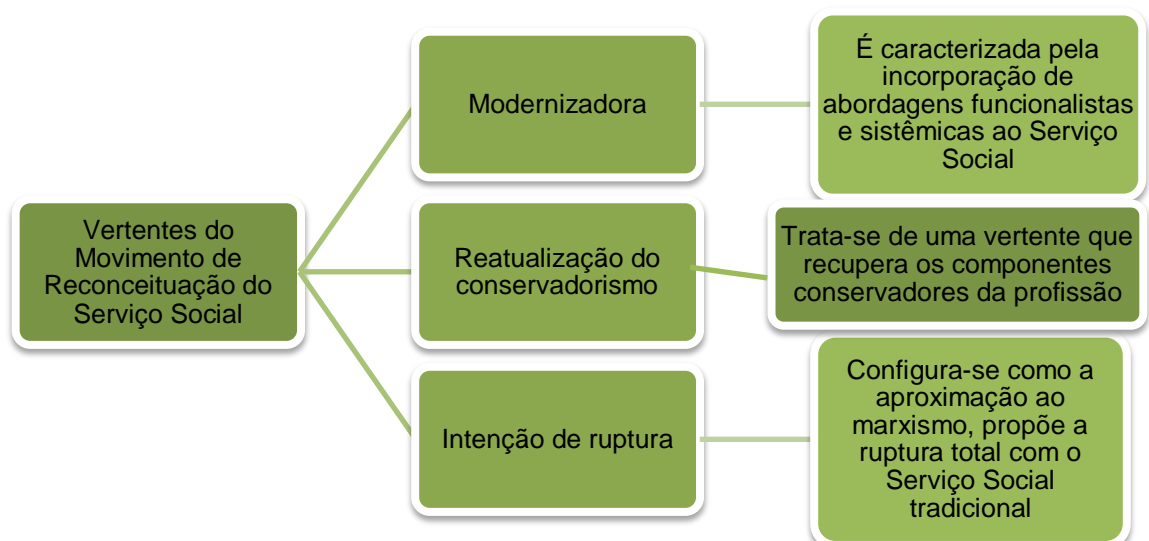 Vertentes do
Movimento de
Reconceituação do
Serviço Social
Modernizadora
É caracterizada pela
incorporação de
abordagens funcionalistas
e sistêmicas ao Serviço
Social
Reatualização do
conservadorismo
Trata-se de uma vertente que
recupera os componentes
conservadores da profissão
Intenção de ruptura
Configura-se como a
aproximação ao
marxismo, propõe a
ruptura total com o
Serviço Social
tradicional